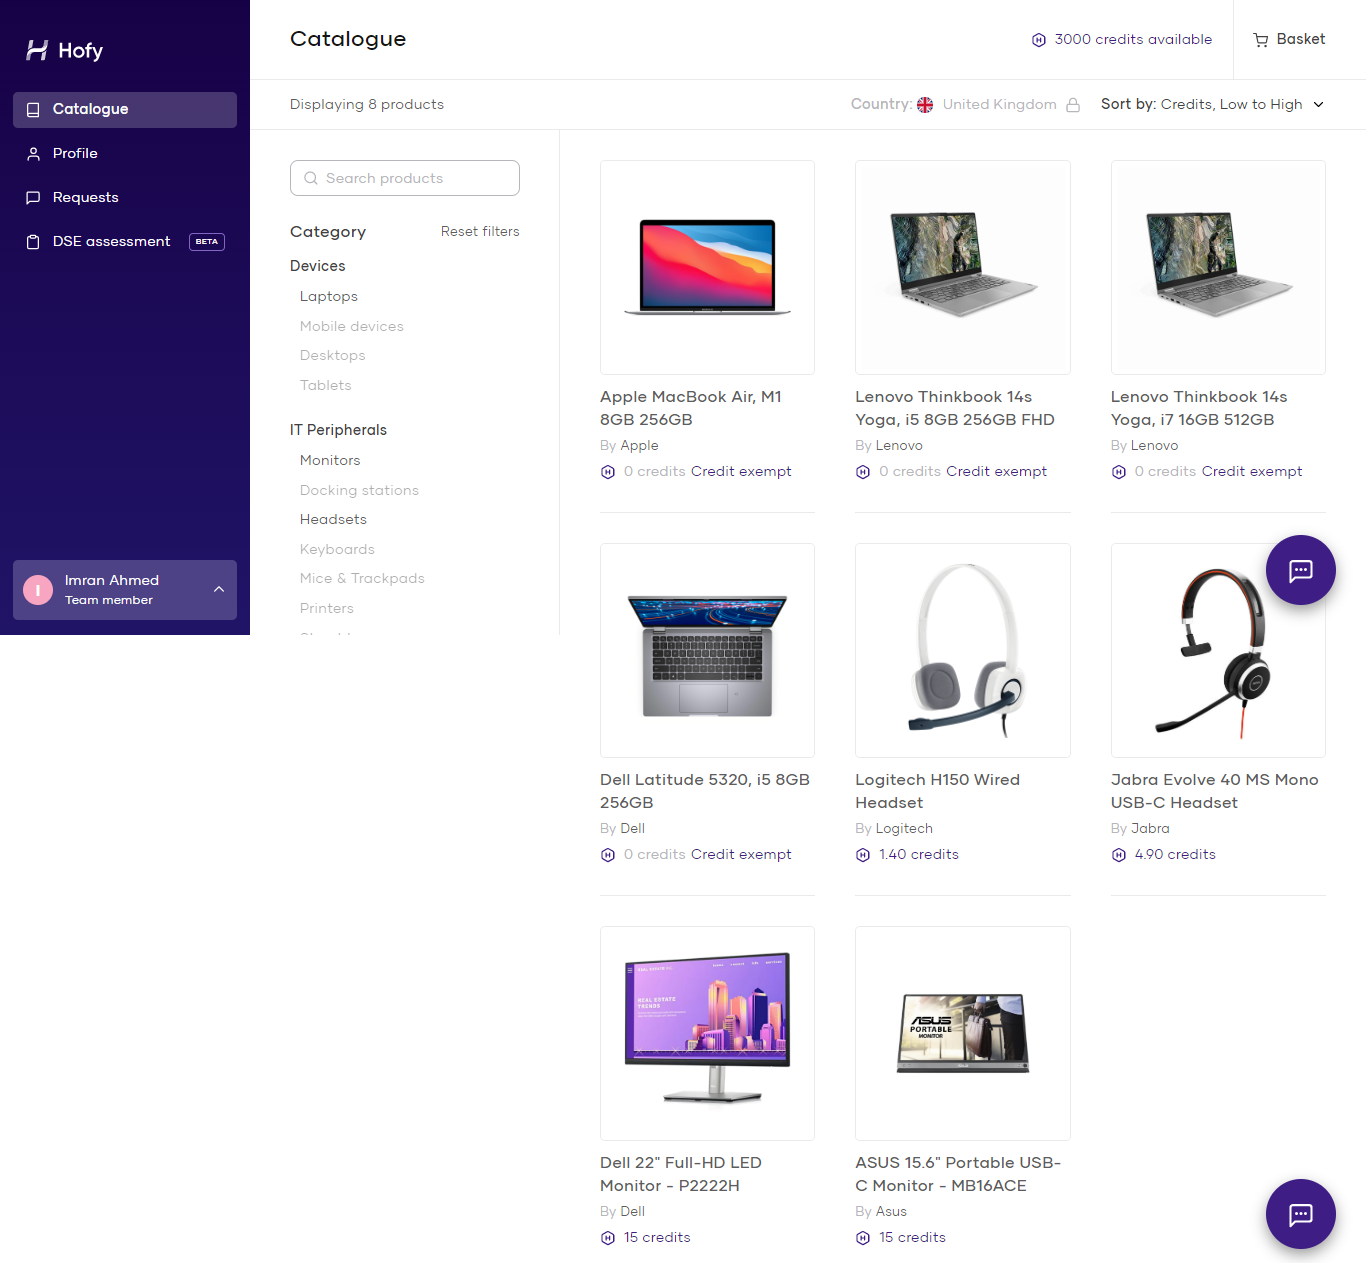 Hofy
Catalogue
Profile
Requests
DSE assessment BETA
I
Imran Ahmed
Team member
Catalogue
3000 credits available
Basket
Displaying 8 products
Country: United Kingdom
Sort by: Credits, Low to High
Search products
Category
Reset filters
Devices
Laptops
Mobile devices
Desktops
Tablets
IT Peripherals
Monitors
Docking stations
Headsets
Keyboards
Mice & Trackpads
Printers
Apple MacBook Air, M1
8GB 256GB
By Apple
0 credits Credit exempt
Lenovo Thinkbook 14s
Yoga, i5 8GB 256GB FHD
By Lenovo
0 credits Credit exempt
Lenovo Thinkbook 14s
Yoga, i7 16GB 512GB
By Lenovo
0 credits Credit exempt
Dell Latitude 5320, i5 8GB
256GB
By Dell
0 credits Credit exempt
Logitech H150 Wired
Headset
By Logitech
1.40 credits
Jabra Evolve 40 MS Mono
USB-C Headset
By Jabra
4.90 credits
REAL ESTATE
TRENDS
Dell 22" Full-HD LED
Monitor - P2222H
By Dell
15 credits
ASUS
PORTABLE
MONITOR
ASUS 15.6" Portable USB-
C Monitor - MB16ACE
By Asus
15 credits